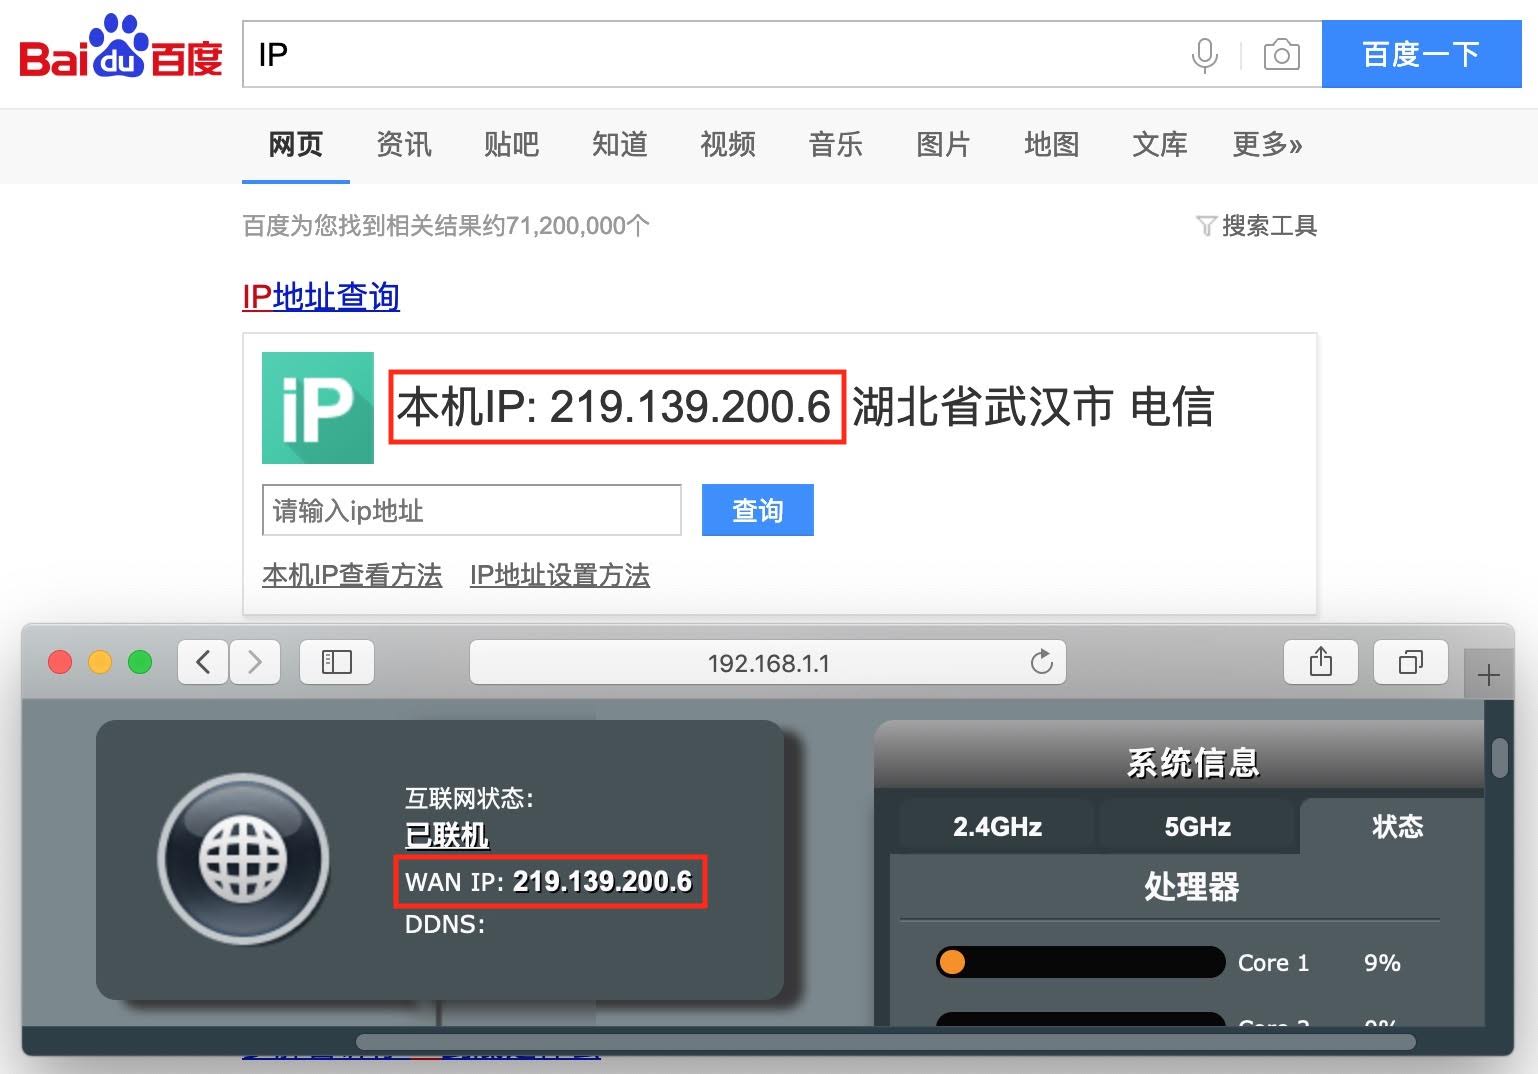 Baidu百度
IP
百度一下
网页 资讯 贴吧 知道 视频 音乐 图片 地图 文库 更多»
百度为您找到相关结果约71,200,000个
搜索工具
IP地址查询
iP
本机IP: 219.139.200.6 湖北省武汉市 电信
请输入ip地址
查询
本机IP查看方法 IP地址设置方法
192.168.1.1
互联网状态:
已联机
WAN IP: 219.139.200.6
DDNS:
系统信息
2.4GHz 5GHz 状态
处理器
Core 1 9%